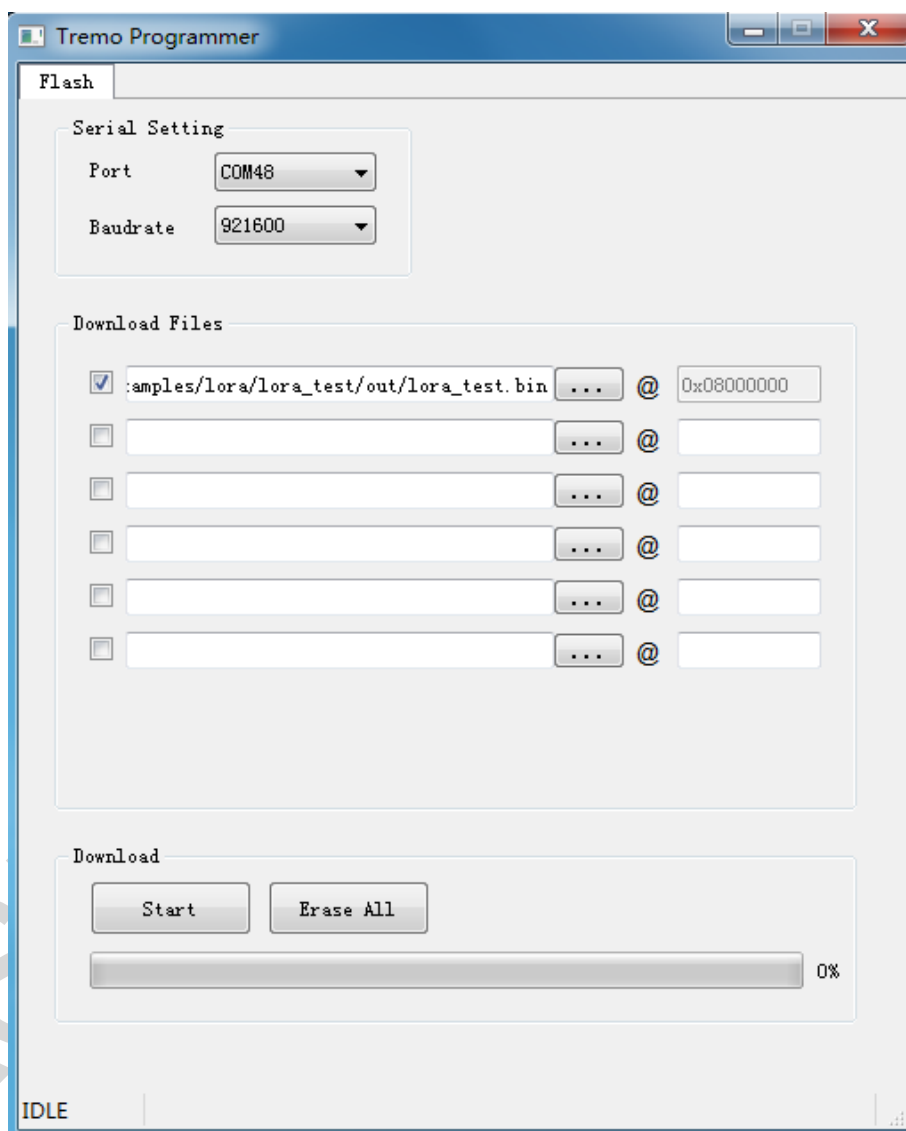 Tremo Programmer
Flash
Serial Setting
Port COM48
Baudrate 921600
Download Files
amples/lora/lora_test/out/lora_test.bin ... @ 0x08000000
... @
... @
... @
... @
... @
Download
Start Erase All
0%
IDLE